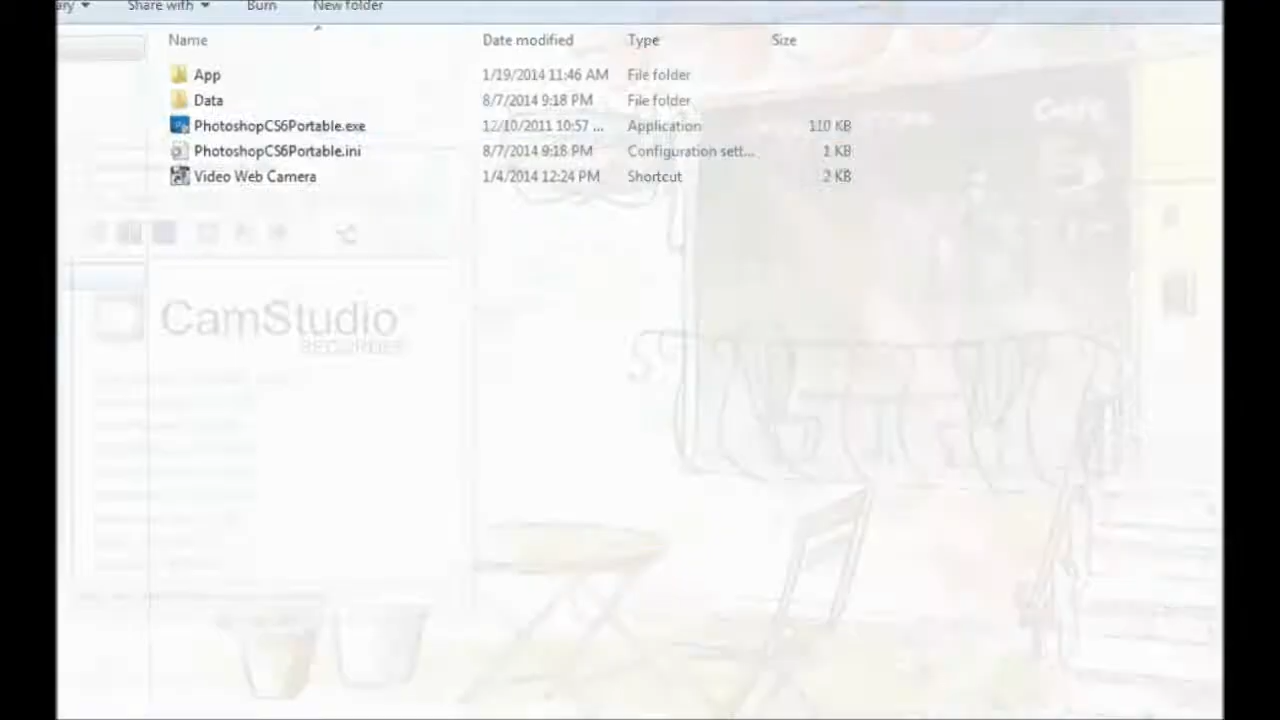 ary Share with Burn New folder
Name Date modified Type Size
App 1/19/2014 11:46 AM File folder
Data 8/7/2014 9:18 PM File folder
PhotoshopCS6Portable.exe 12/10/2011 10:57 ... Application 110 KB
PhotoshopCS6Portable.ini 8/7/2014 9:18 PM Configuration sett... 1 KB
Video Web Camera 1/4/2014 12:24 PM Shortcut 2 KB
CamStudio
RECORDER